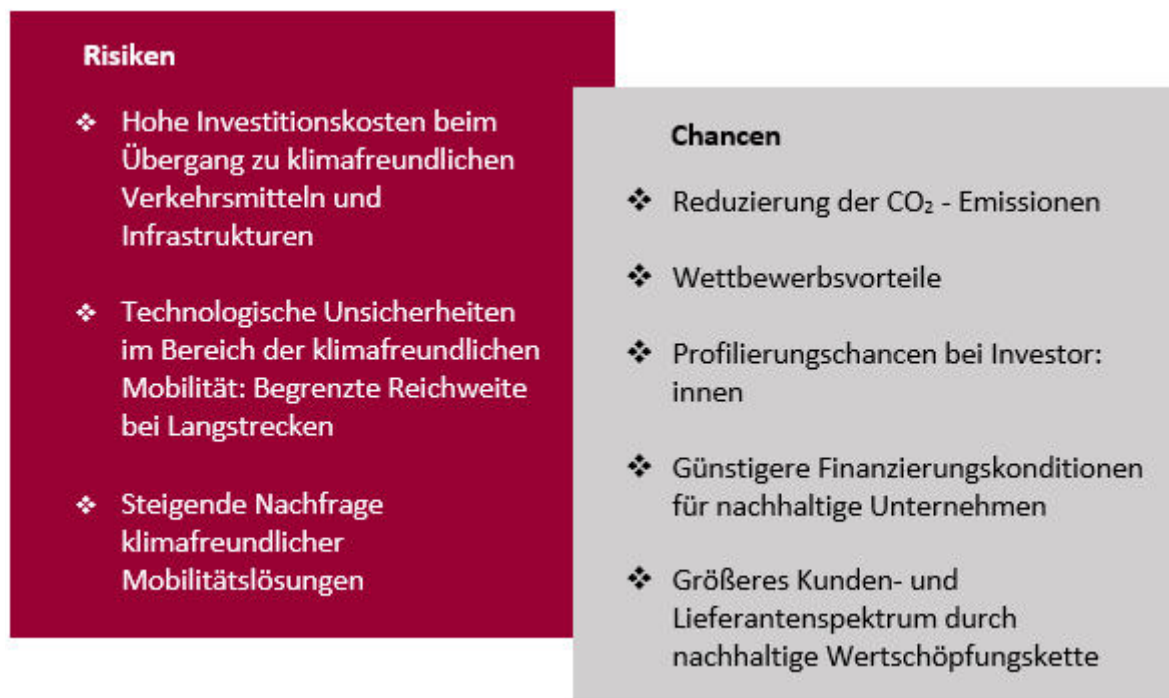 Risiken
❖ Hohe Investitionskosten beim
Übergang zu klimafreundlichen
Verkehrsmitteln und
Infrastrukturen
❖ Technologische Unsicherheiten
im Bereich der klimafreundlichen
Mobilität: Begrenzte Reichweite
bei Langstrecken
❖ Steigende Nachfrage
klimafreundlicher
Mobilitätslösungen
Chancen
❖ Reduzierung der CO₂ - Emissionen
❖ Wettbewerbsvorteile
❖ Profilierungschancen bei Investor:
innen
❖ Günstigere Finanzierungskonditionen
für nachhaltige Unternehmen
❖ Größeres Kunden- und
Lieferantenspektrum durch
nachhaltige Wertschöpfungskette